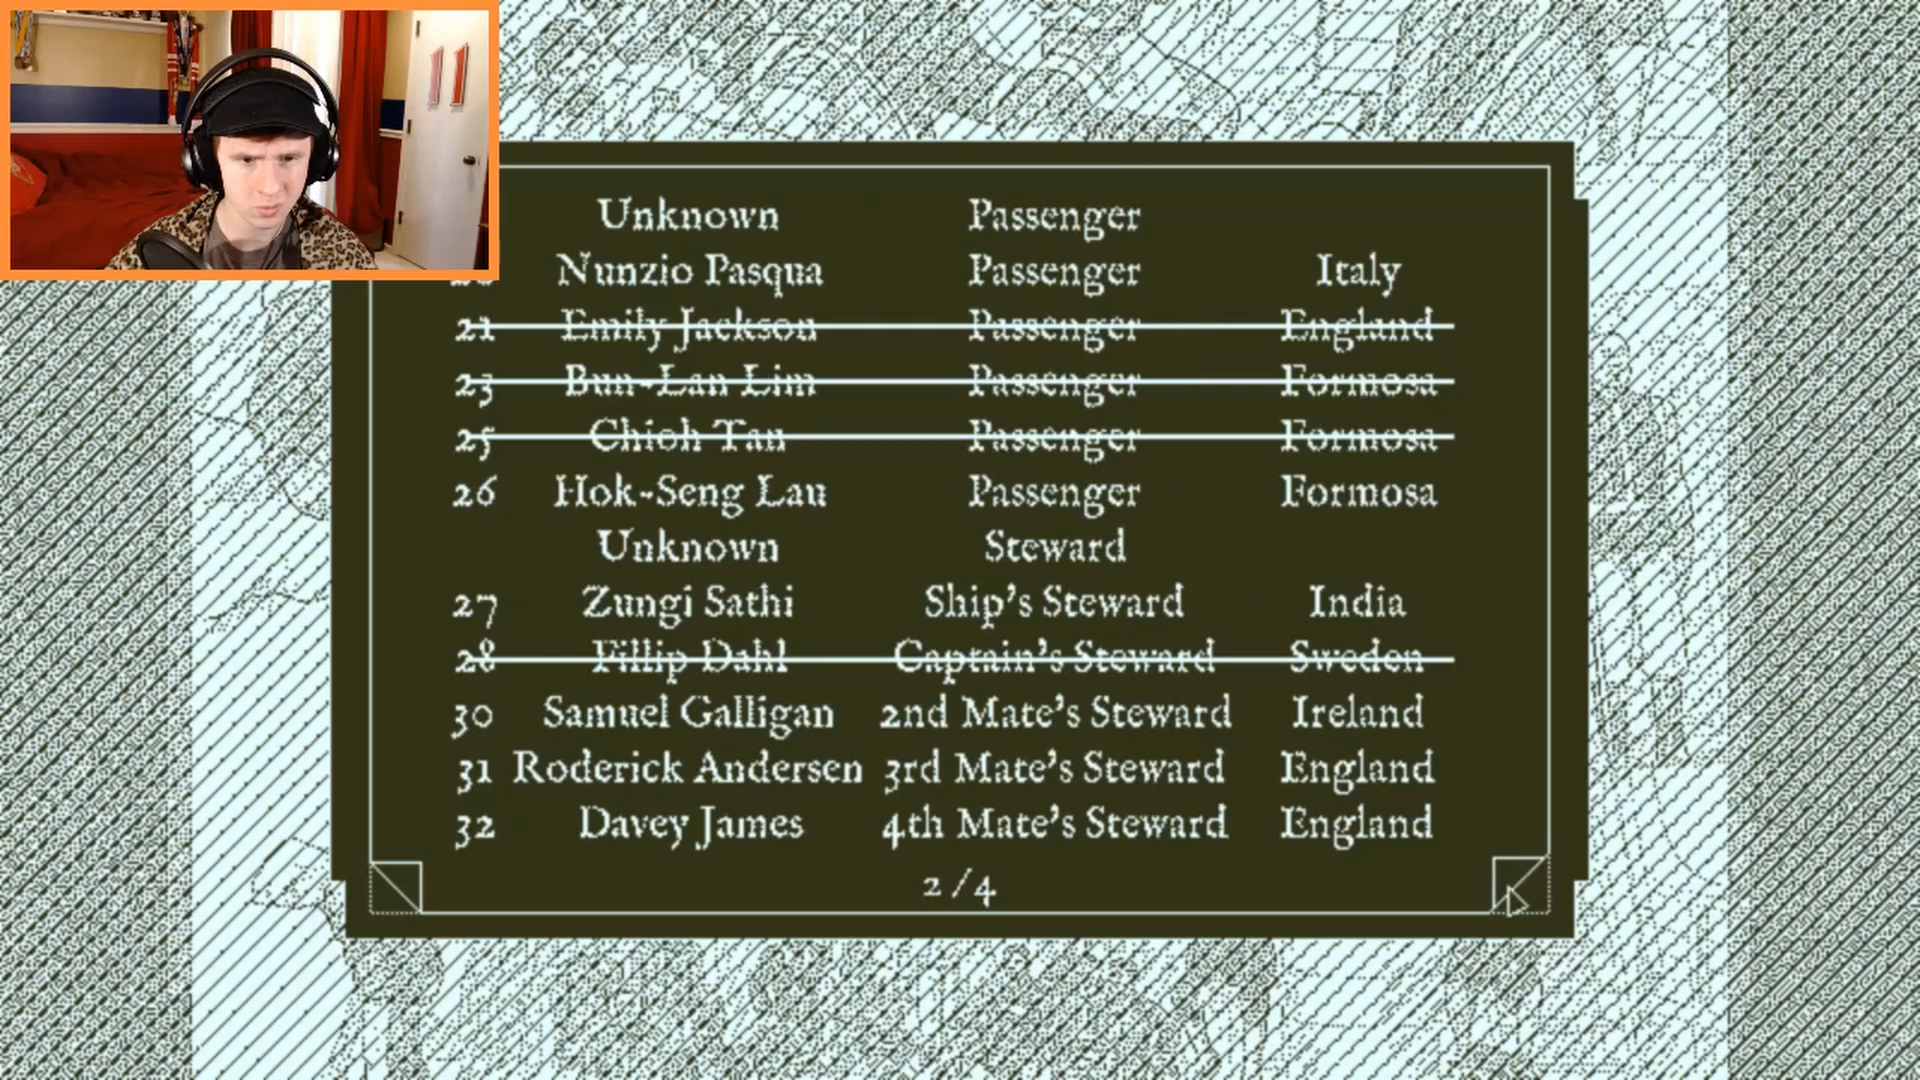 11
Unknown Passenger
Nunzio Pasqua Passenger Italy
21 Emily Jackson Passenger England
23 Bun-Lan Lim Passenger Formosa
25 Chioh Tan Passenger Formosa
26 Hok-Seng Lau Passenger Formosa
Unknown Steward
27 Zungi Sathi Ship's Steward India
28 Fillip Dahl Captain's Steward Sweden
30 Samuel Galligan 2nd Mate's Steward Ireland
31 Roderick Andersen 3rd Mate's Steward England
32 Davey James 4th Mate's Steward England
2/4